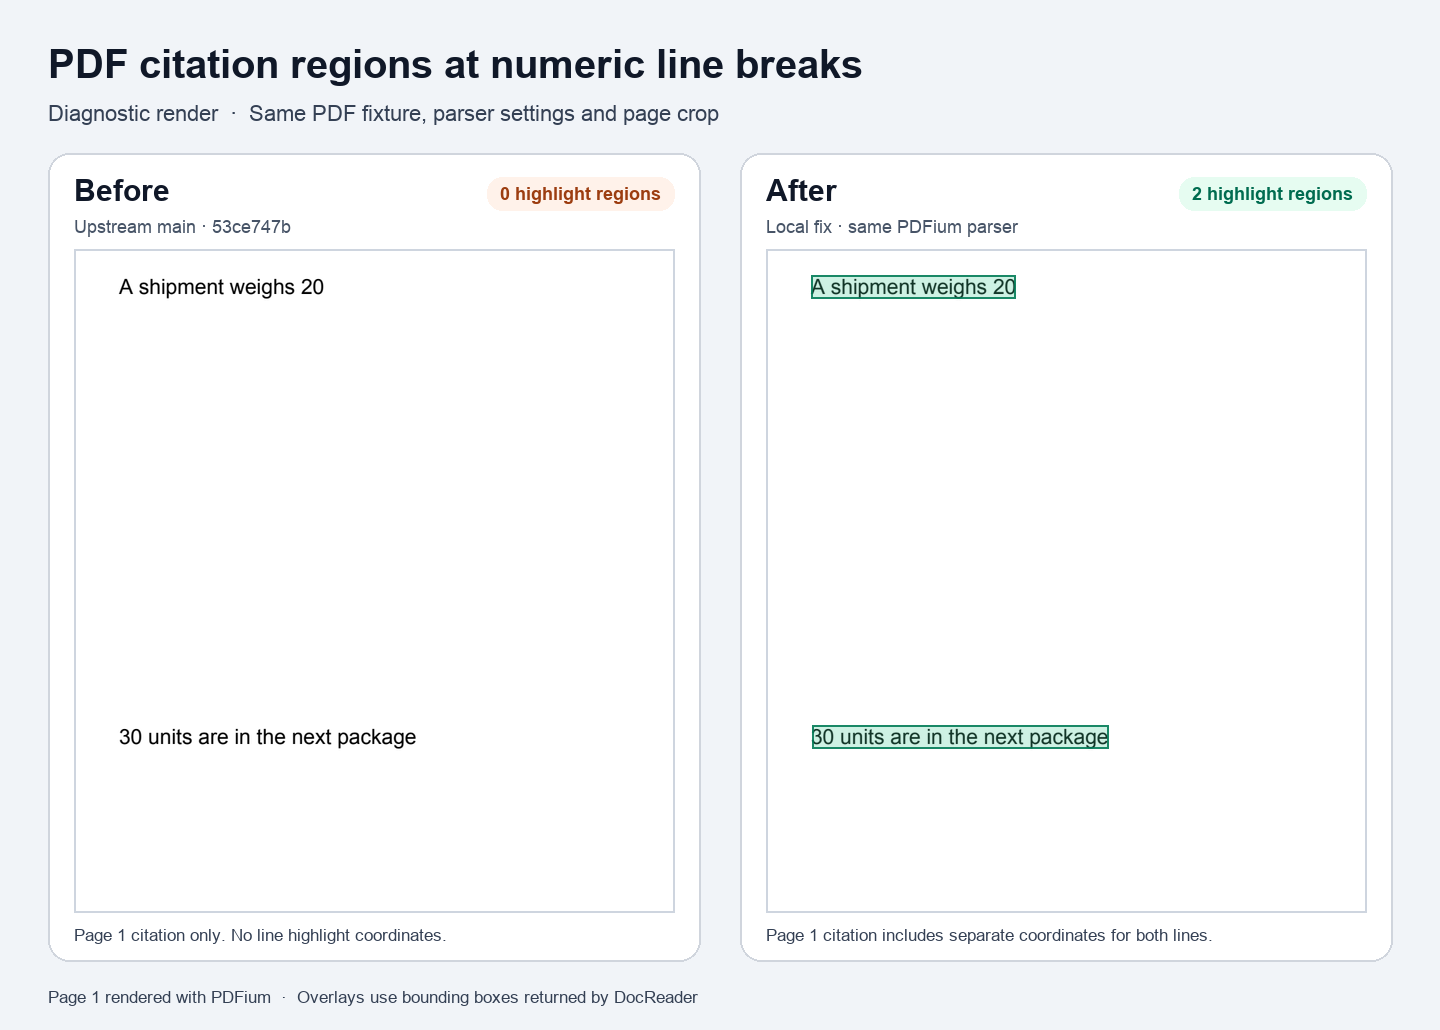 PDF citation regions at numeric line breaks
Diagnostic render · Same PDF fixture, parser settings and page crop
Before
0 highlight regions
Upstream main · 53ce747b
A shipment weighs 20
30 units are in the next package
Page 1 citation only. No line highlight coordinates.
After
2 highlight regions
Local fix · same PDFium parser
A shipment weighs 20
30 units are in the next package
Page 1 citation includes separate coordinates for both lines.
Page 1 rendered with PDFium · Overlays use bounding boxes returned by DocReader